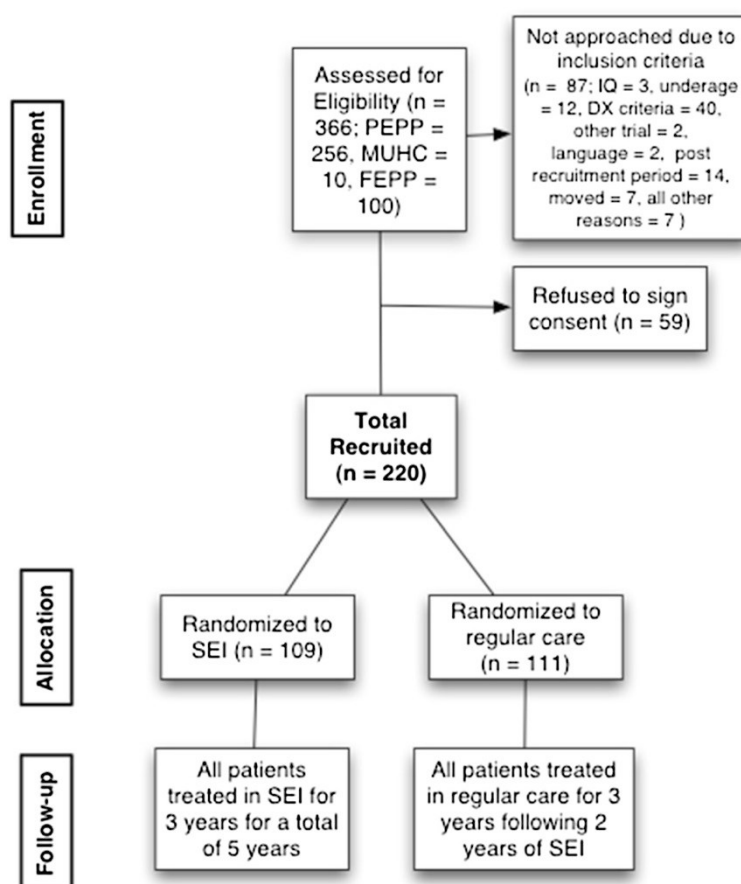 Enrollment
Assessed for
Eligibility (n =
366; PEPP =
256, MUHC =
10, FEPP =
100)
Not approached due to
inclusion criteria
(n = 87; IQ = 3, underage
= 12, DX criteria = 40,
other trial = 2,
language = 2, post
recruitment period = 14,
moved = 7, all other
reasons = 7 )
Refused to sign
consent (n = 59)
Total
Recruited
(n = 220)
Allocation
Randomized to
SEI (n = 109)
Randomized to
regular care
(n = 111)
Follow-up
All patients
treated in SEI for
3 years for a total
of 5 years
All patients treated
in regular care for 3
years following 2
years of SEI